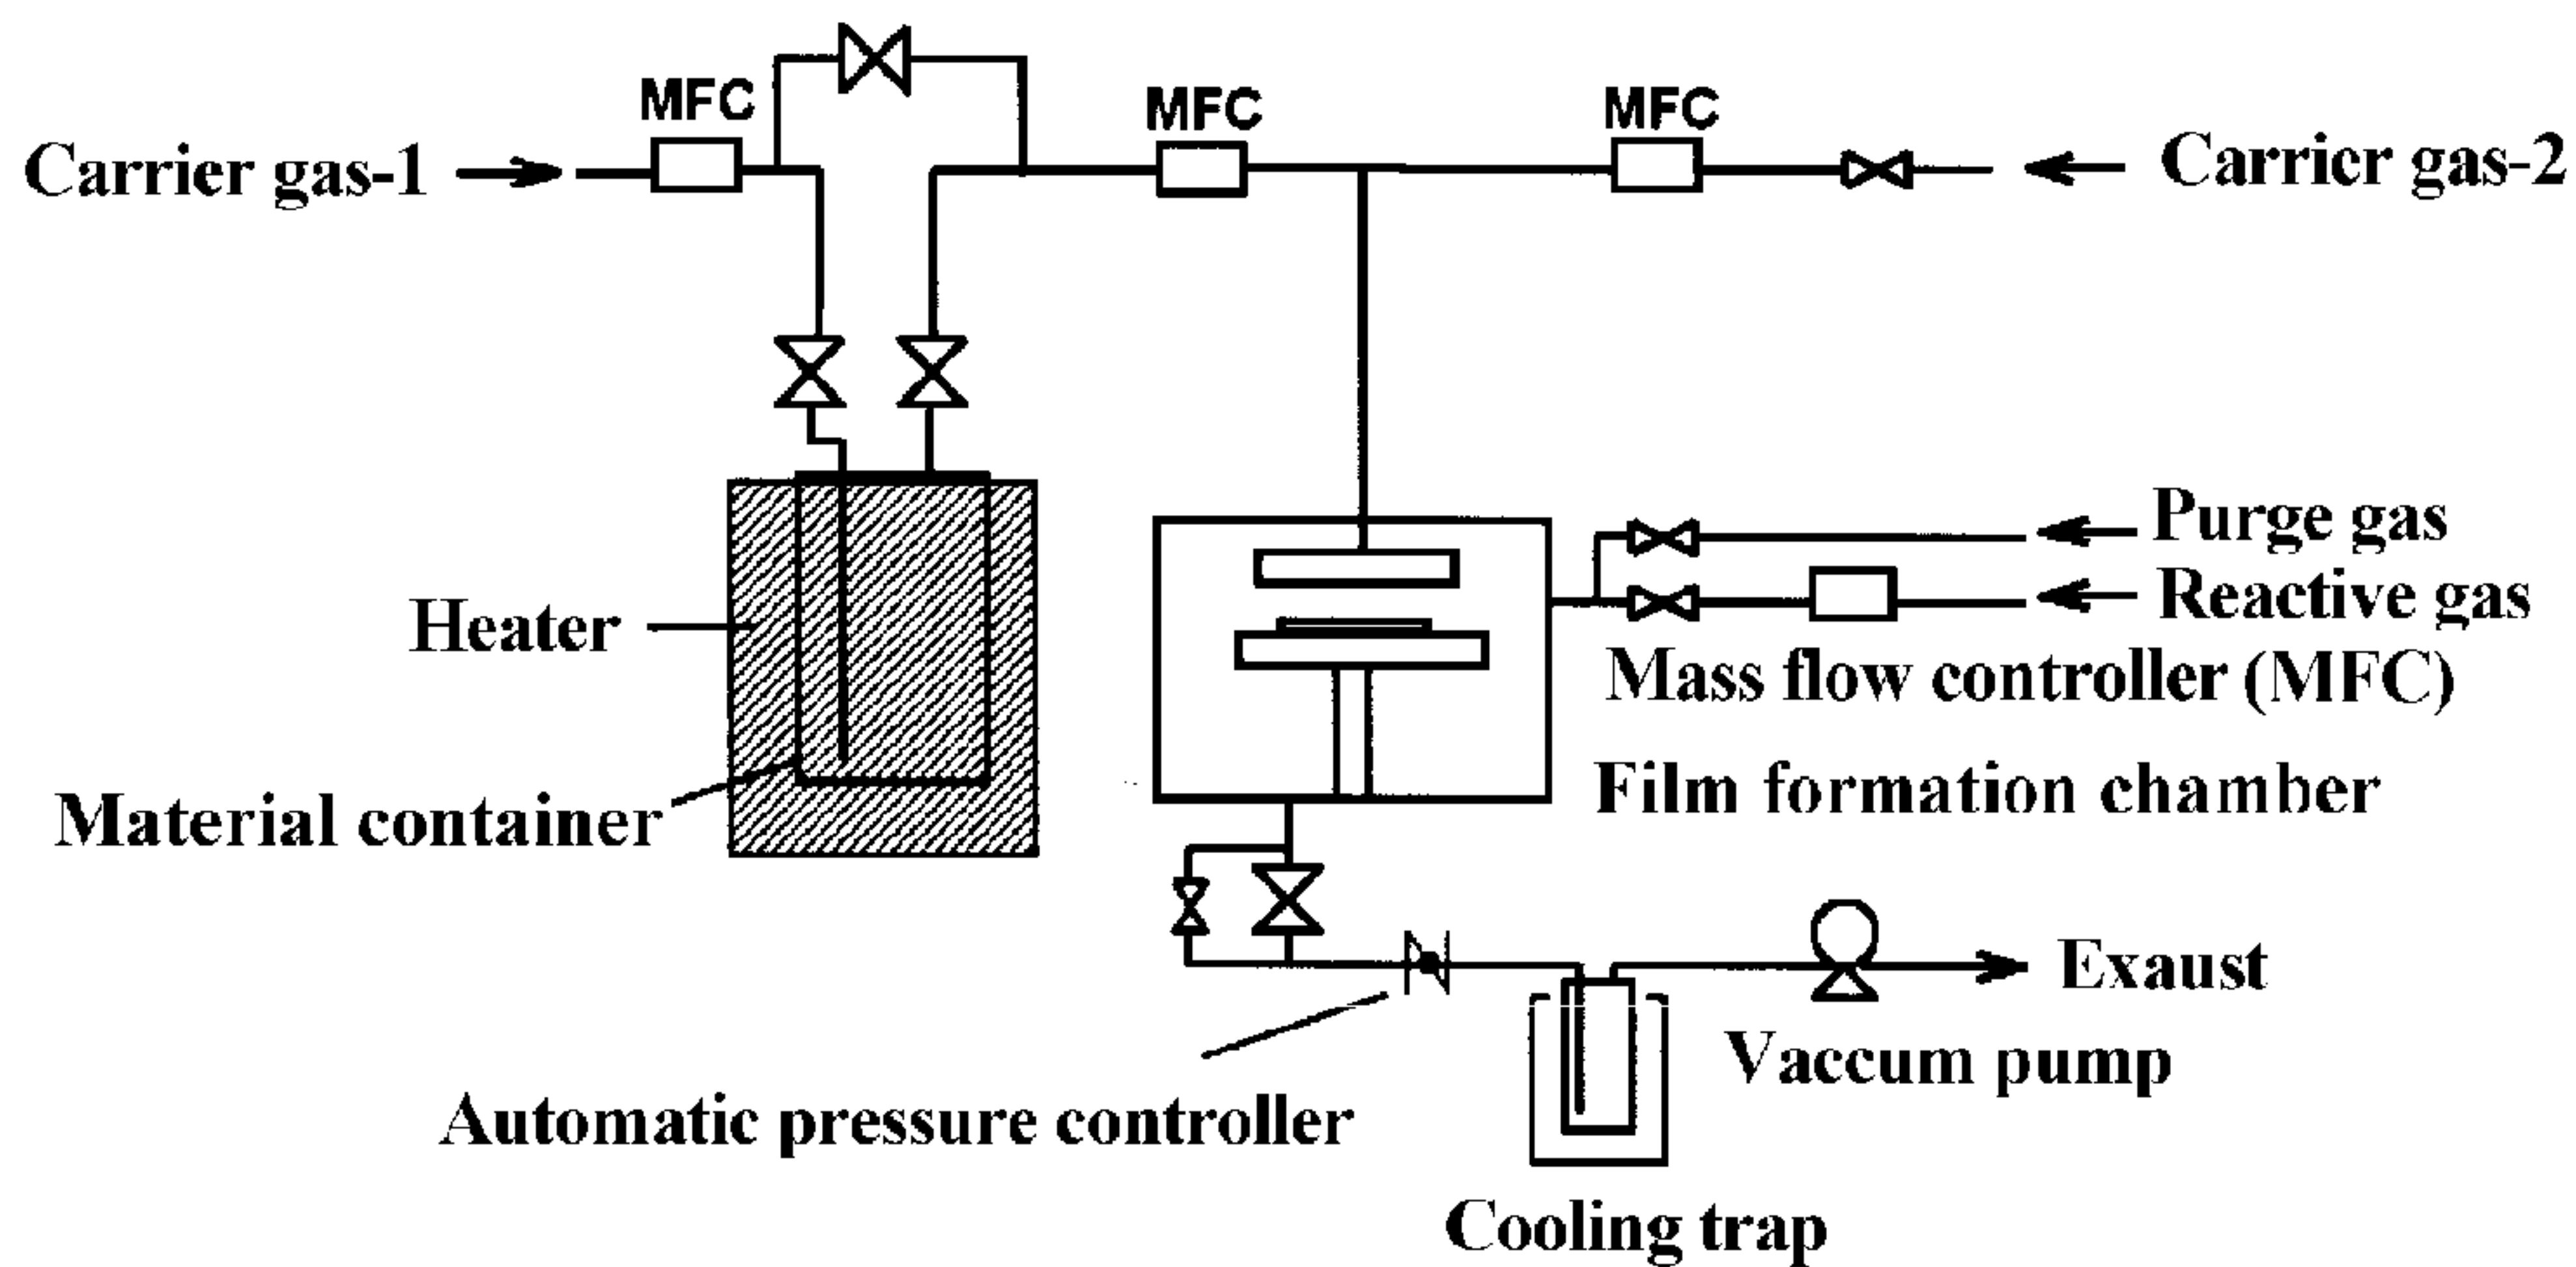 MFC
MFC
MFC
Carrier gas-1
Carrier gas-2
Purge gas
Reactive gas
Heater
Mass flow controller (MFC)
Material container
Film formation chamber
Exaust
Vaccum pump
Automatic pressure controller
Cooling trap